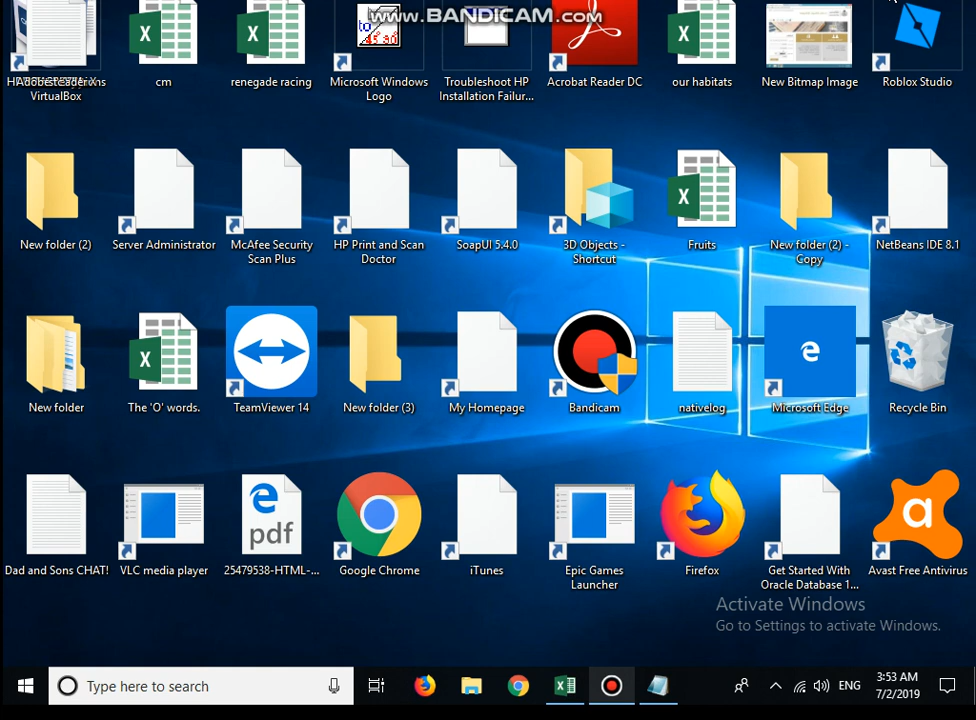 www.BANDICAM.com
VirtualBox
cm
renegade racing
Microsoft Windows
Logo
Troubleshoot HP
Installation Failur...
Acrobat Reader DC
our habitats
New Bitmap Image
Roblox Studio
New folder (2)
Server Administrator
McAfee Security
Scan Plus
HP Print and Scan
Doctor
SoapUI 5.4.0
3D Objects -
Shortcut
Fruits
New folder (2) -
Copy
NetBeans IDE 8.1
New folder
The 'O' words.
TeamViewer 14
New folder (3)
My Homepage
Bandicam
nativelog
Microsoft Edge
Recycle Bin
pdf
Dad and Sons CHAT!
VLC media player
25479538-HTML-...
Google Chrome
iTunes
Epic Games
Launcher
Firefox
Get Started With
Oracle Database 1...
Avast Free Antivirus
Activate Windows
Go to Settings to activate Windows.
Type here to search
ENG
3:53 AM
7/2/2019